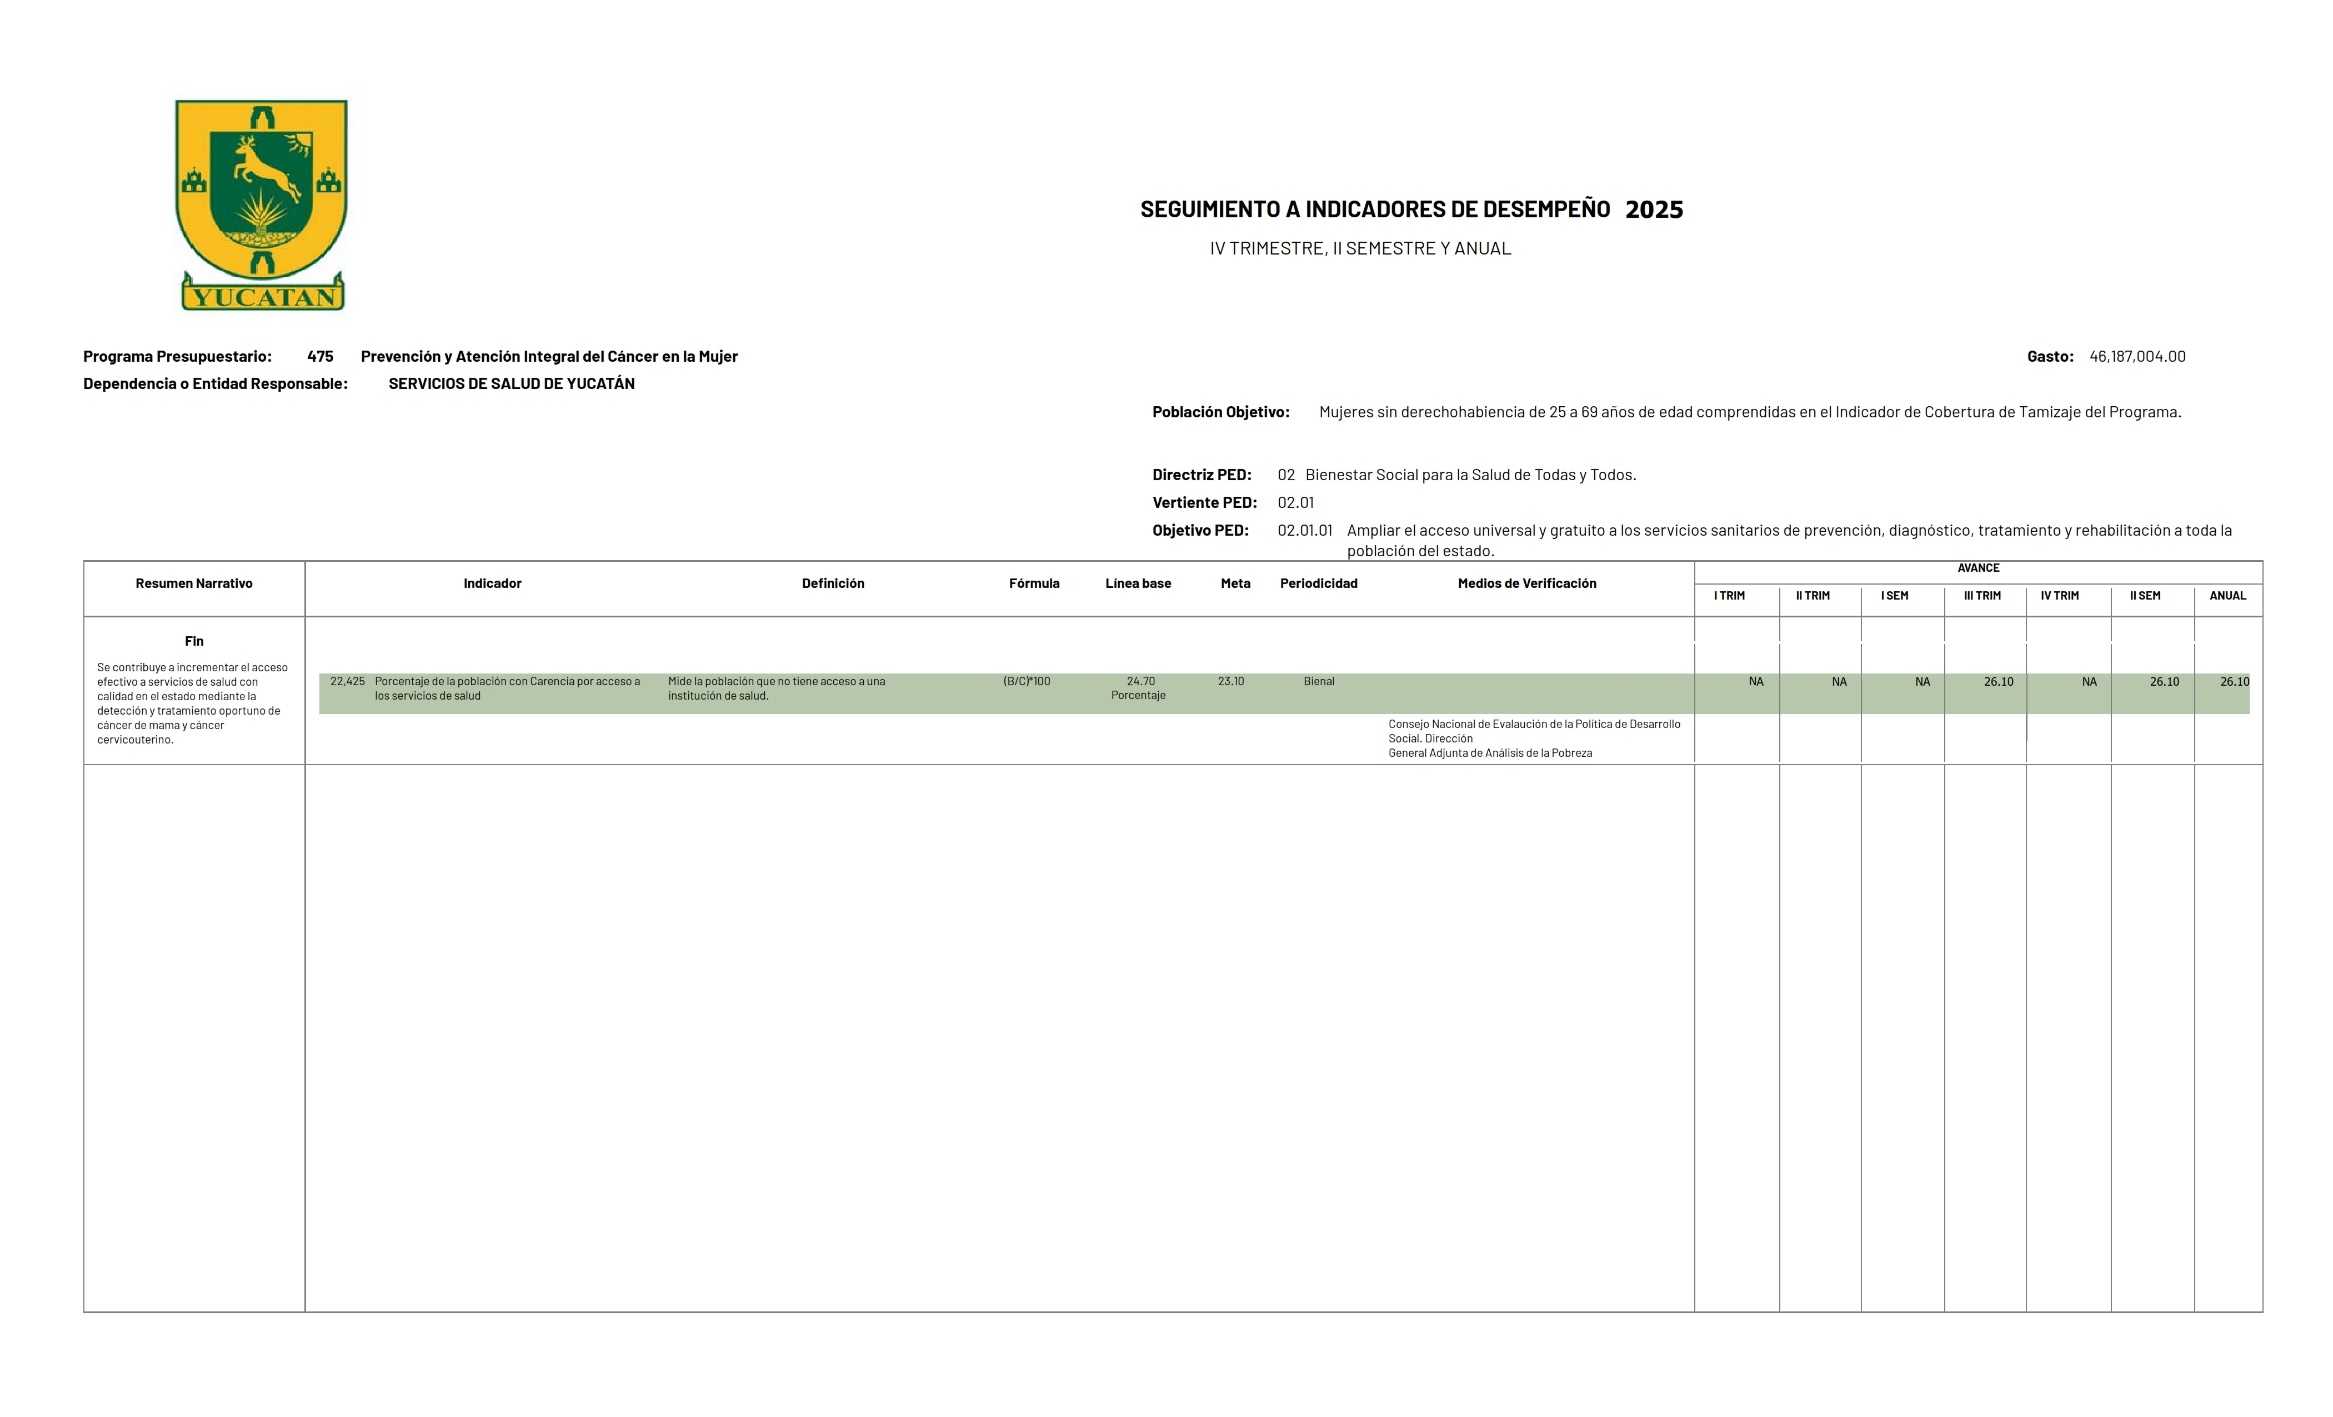 YUCATAN
SEGUIMIENTO A INDICADORES DE DESEMPEÑO 2025
IV TRIMESTRE, II SEMESTRE Y ANUAL
Programa Presupuestario: 475 Prevención y Atención Integral del Cáncer en la Mujer
Gasto: 46,187,004.00
Dependencia o Entidad Responsable: SERVICIOS DE SALUD DE YUCATÁN
Población Objetivo: Mujeres sin derechohabiencia de 25 a 69 años de edad comprendidas en el Indicador de Cobertura de Tamizaje del Programa.
Directriz PED: 02 Bienestar Social para la Salud de Todas y Todos.
Vertiente PED: 02.01
Objetivo PED: 02.01.01 Ampliar el acceso universal y gratuito a los servicios sanitarios de prevención, diagnóstico, tratamiento y rehabilitación a toda la
población del estado.
Resumen Narrativo Indicador Definición Fórmula Línea base Meta Periodicidad Medios de Verificación AVANCE
I TRIM II TRIM I SEM III TRIM IV TRIM II SEM ANUAL
Fin
Se contribuye a incrementar el acceso
efectivo a servicios de salud con
calidad en el estado mediante la
detección y tratamiento oportuno de
cáncer de mama y cáncer
cervicouterino.
22,425 Porcentaje de la población con Carencia por acceso a
los servicios de salud
Mide la población que no tiene acceso a una
institución de salud.
(B/C)*100
24.70
Porcentaje
23.10
Bienal
NA NA NA 26.10 NA 26.10 26.10
Consejo Nacional de Evalaución de la Política de Desarrollo
Social. Dirección
General Adjunta de Análisis de la Pobreza